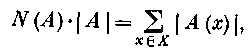 N (A) · | A | = ∑_{x∈X} | A (x) |,